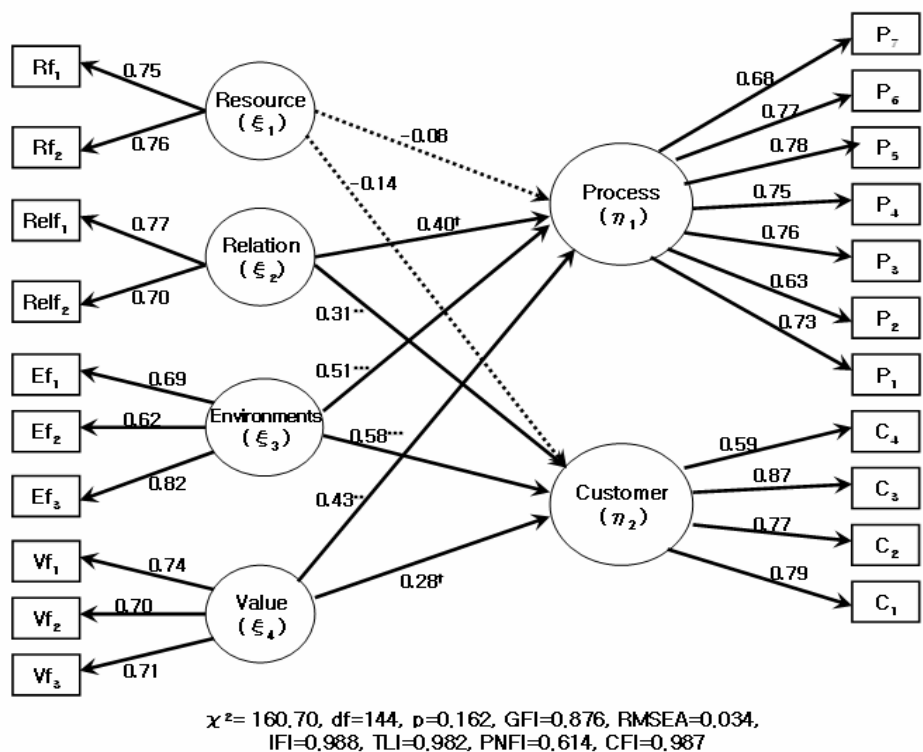 Rf₁
0.75
Resource
(ξ₁)
Rf₂
0.76
-0.08
-0.14
Relf₁
0.77
Relation
(ξ₂)
Relf₂
0.70
0.40†
0.31**
Ef₁
0.69
Ef₂
0.62
Environments
(ξ₃)
Ef₃
0.82
0.51***
0.58***
Vf₁
0.74
Vf₂
0.70
Value
(ξ₄)
Vf₃
0.71
0.43**
0.28†
Process
(η₁)
0.68
P₇
0.77
P₆
0.78
P₅
0.75
P₄
0.76
P₃
0.63
P₂
0.73
P₁
Customer
(η₂)
0.59
C₄
0.87
C₃
0.77
C₂
0.79
C₁
χ²= 160.70, df=144, p=0.162, GFI=0.876, RMSEA=0.034,
IFI=0.988, TLI=0.982, PNFI=0.614, CFI=0.987